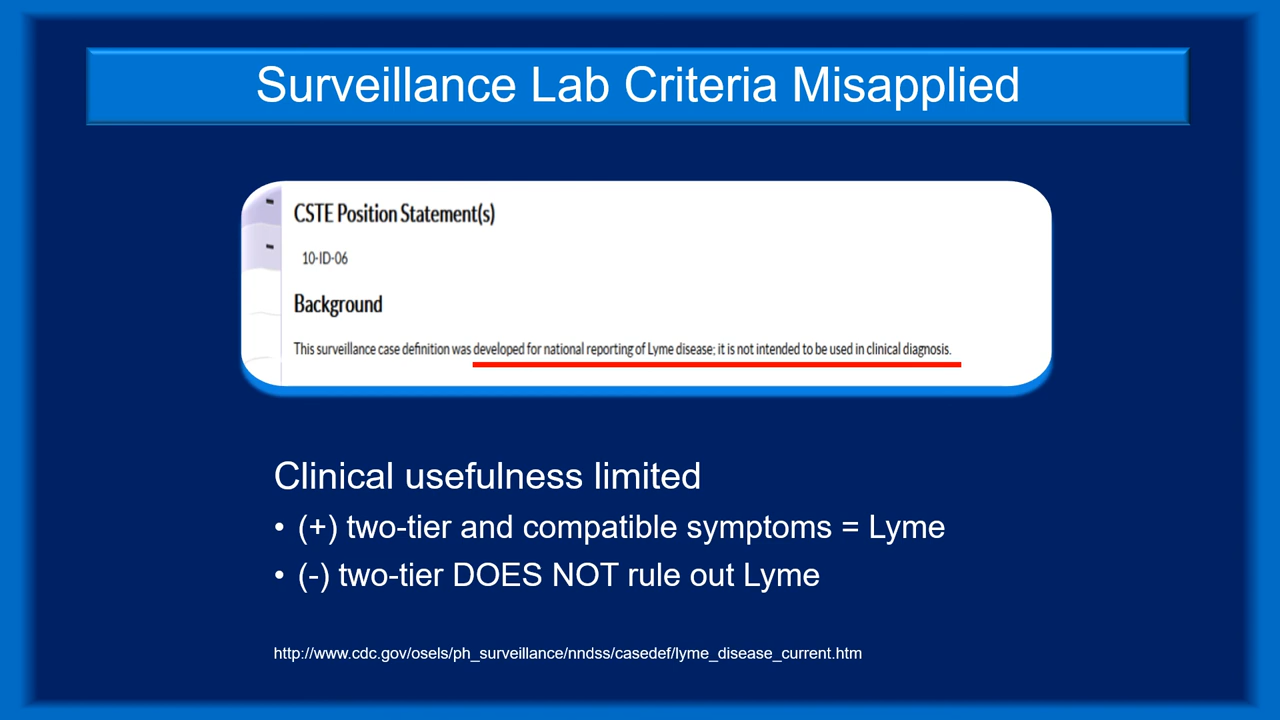 Surveillance Lab Criteria Misapplied
CSTE Position Statement(s)
10-ID-06
Background
This surveillance case definition was developed for national reporting of Lyme disease; it is not intended to be used in clinical diagnosis.
Clinical usefulness limited
• (+) two-tier and compatible symptoms = Lyme
• (-) two-tier DOES NOT rule out Lyme
http://www.cdc.gov/osels/ph_surveillance/nndss/casedef/lyme_disease_current.htm